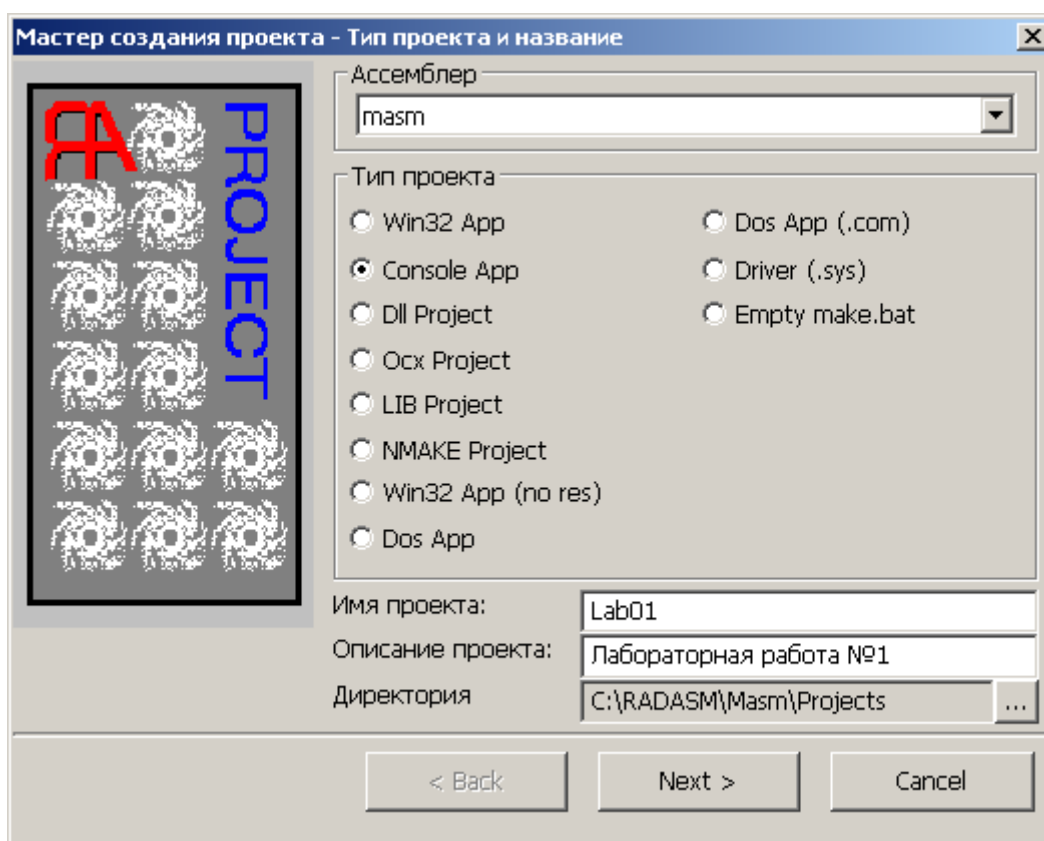 Мастер создания проекта - Тип проекта и название
RA
PROJECT
Ассемблер
masm
Тип проекта
Win32 App
Dos App (.com)
Console App
Driver (.sys)
Dll Project
Empty make.bat
Ocx Project
LIB Project
NMAKE Project
Win32 App (no res)
Dos App
Имя проекта:
Lab01
Описание проекта:
Лабораторная работа №1
Директория
C:\RADASM\Masm\Projects
...
< Back
Next >
Cancel